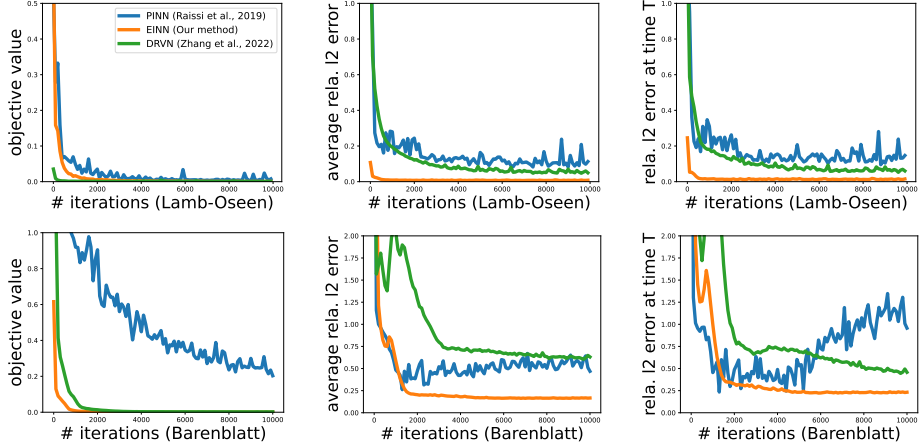 objective value
0.5
0.4
0.3
0.2
0.1
0.0
PINN (Raissi et al., 2019)
EINN (Our method)
DRVN (Zhang et al., 2022)
0 2000 4000 6000 8000 10000
# iterations (Lamb-Oseen)
average rela. l2 error
1.0
0.8
0.6
0.4
0.2
0.0
0 2000 4000 6000 8000 10000
# iterations (Lamb-Oseen)
rela. l2 error at time T
1.0
0.8
0.6
0.4
0.2
0.0
0 2000 4000 6000 8000 10000
# iterations (Lamb-Oseen)
objective value
1.0
0.8
0.6
0.4
0.2
0.0
0 2000 4000 6000 8000 10000
# iterations (Barenblatt)
average rela. l2 error
2.00
1.75
1.50
1.25
1.00
0.75
0.50
0.25
0.00
0 2000 4000 6000 8000 10000
# iterations (Barenblatt)
rela. l2 error at time T
2.00
1.75
1.50
1.25
1.00
0.75
0.50
0.25
0.00
0 2000 4000 6000 8000 10000
# iterations (Barenblatt)